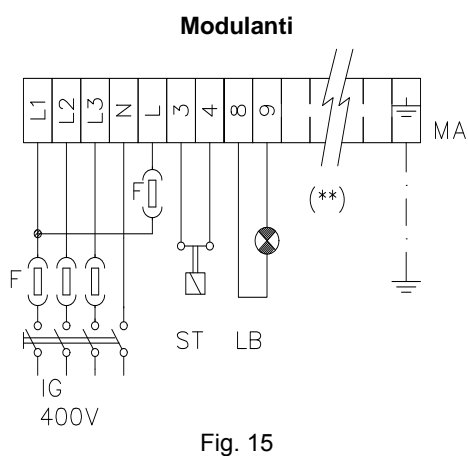 Modulanti
L1 L2 L3 N L 3 4 8 9
MA
F
(**)
F
ST LB
IG
400V
Fig. 15